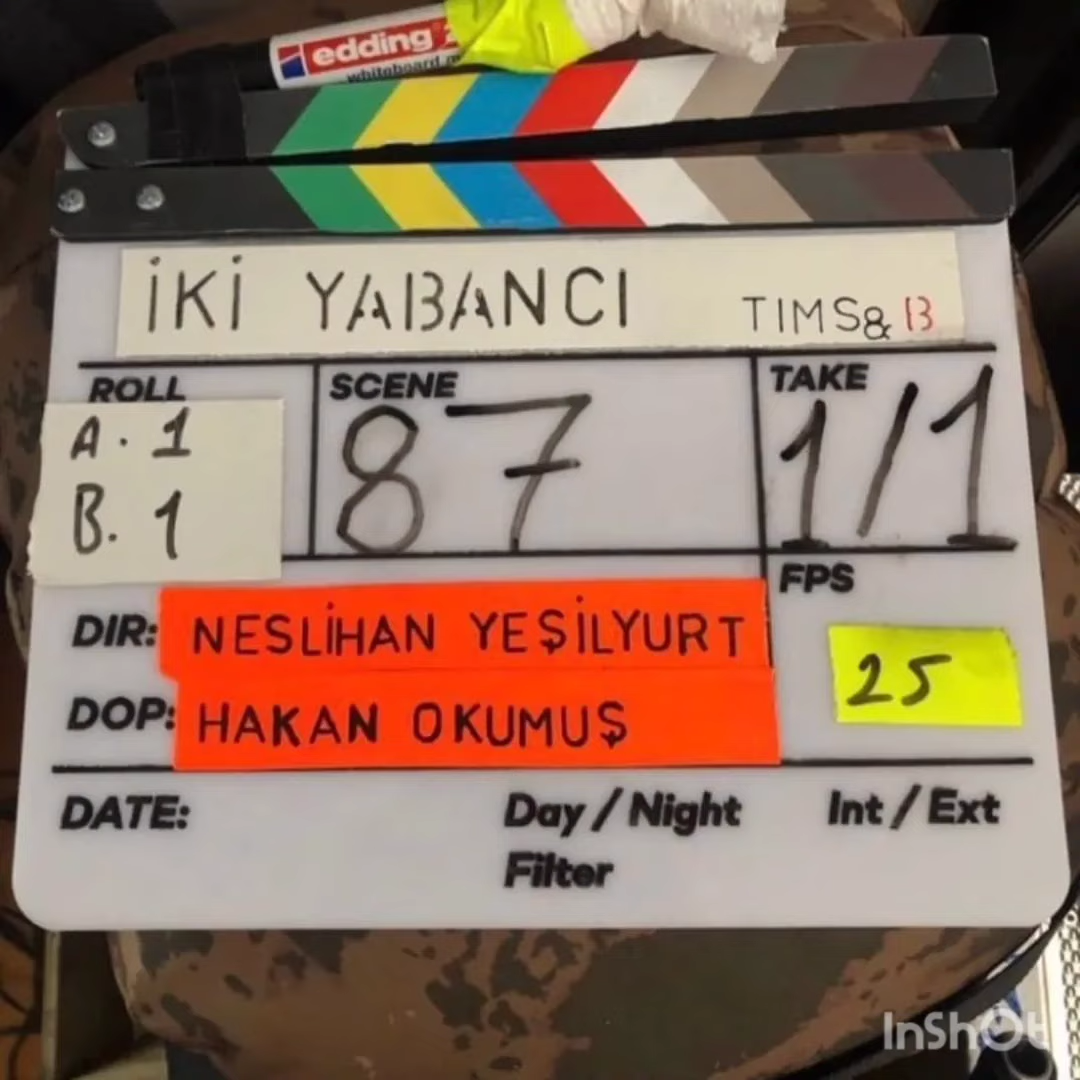 edding
whiteboard
İKİ YABANCI TIMS& B
ROLL SCENE TAKE
A. 1
B. 1
87 1/1
FPS
DIR: NESLİHAN YEŞİLYURT
25
DOP: HAKAN OKUMUŞ
DATE: Day / Night Int / Ext
Filter
InShOt